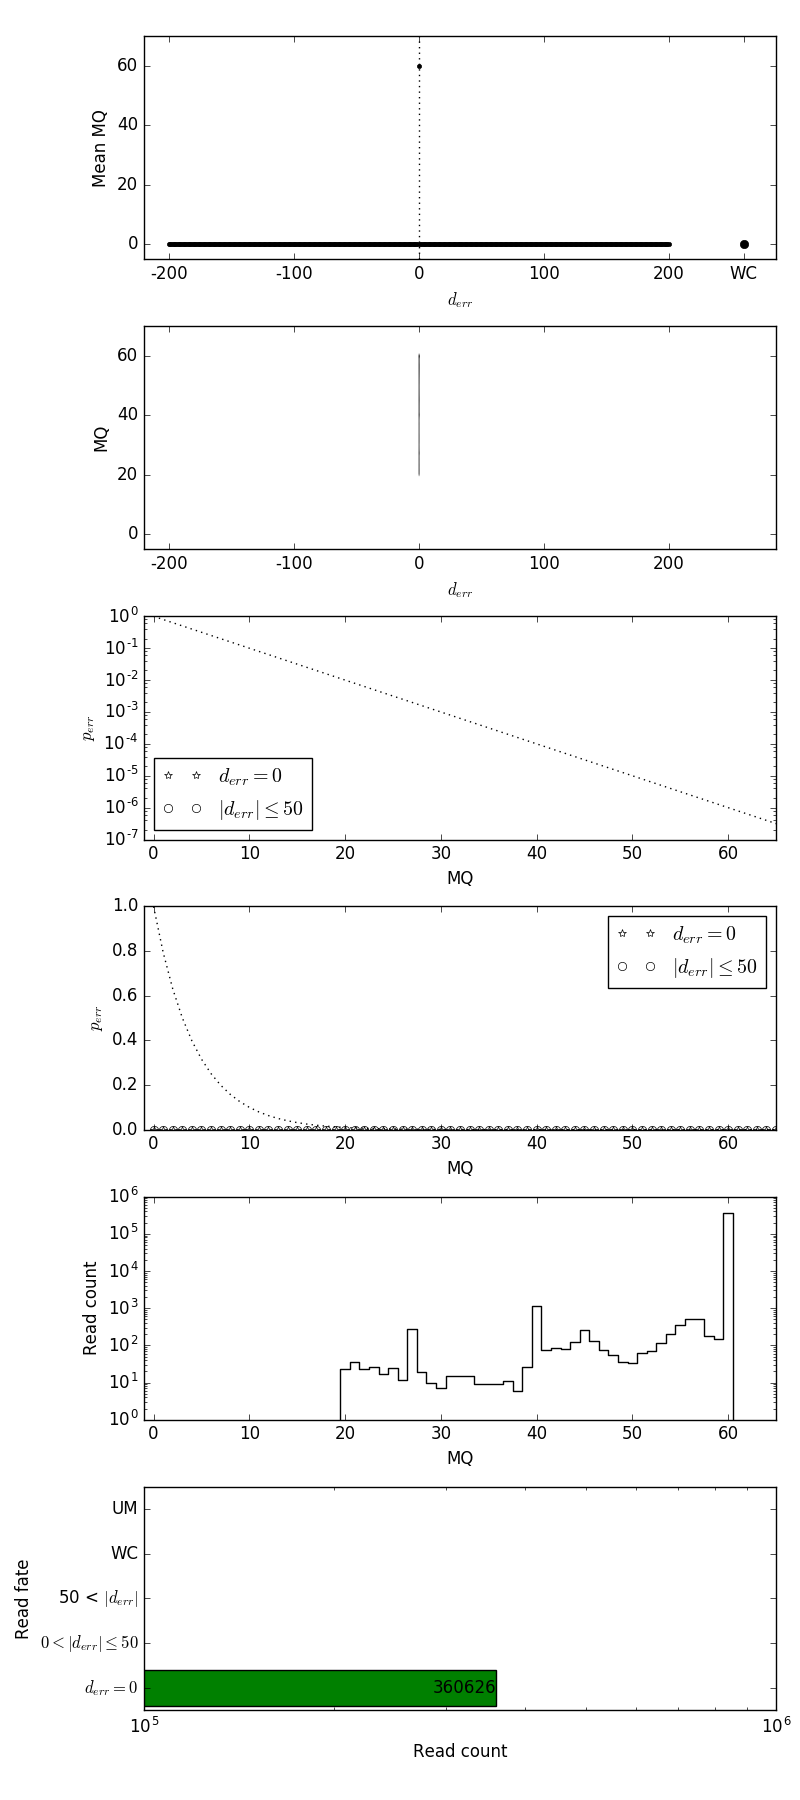 Mean MQ
60
40
20
0
-200 -100 0 100 200 WC
d_err
MQ
60
40
20
0
-200 -100 0 100 200
d_err
p_err
10^0
10^-1
10^-2
10^-3
10^-4
10^-5
10^-6
10^-7
d_err = 0
|d_err| ≤ 50
0 10 20 30 40 50 60
MQ
p_err
1.0
0.8
0.6
0.4
0.2
0.0
d_err = 0
|d_err| ≤ 50
0 10 20 30 40 50 60
MQ
Read count
10^6
10^5
10^4
10^3
10^2
10^1
10^0
0 10 20 30 40 50 60
MQ
Read fate
UM
WC
50 < |d_err|
0 < |d_err| ≤ 50
d_err = 0
360626
10^5 10^6
Read count